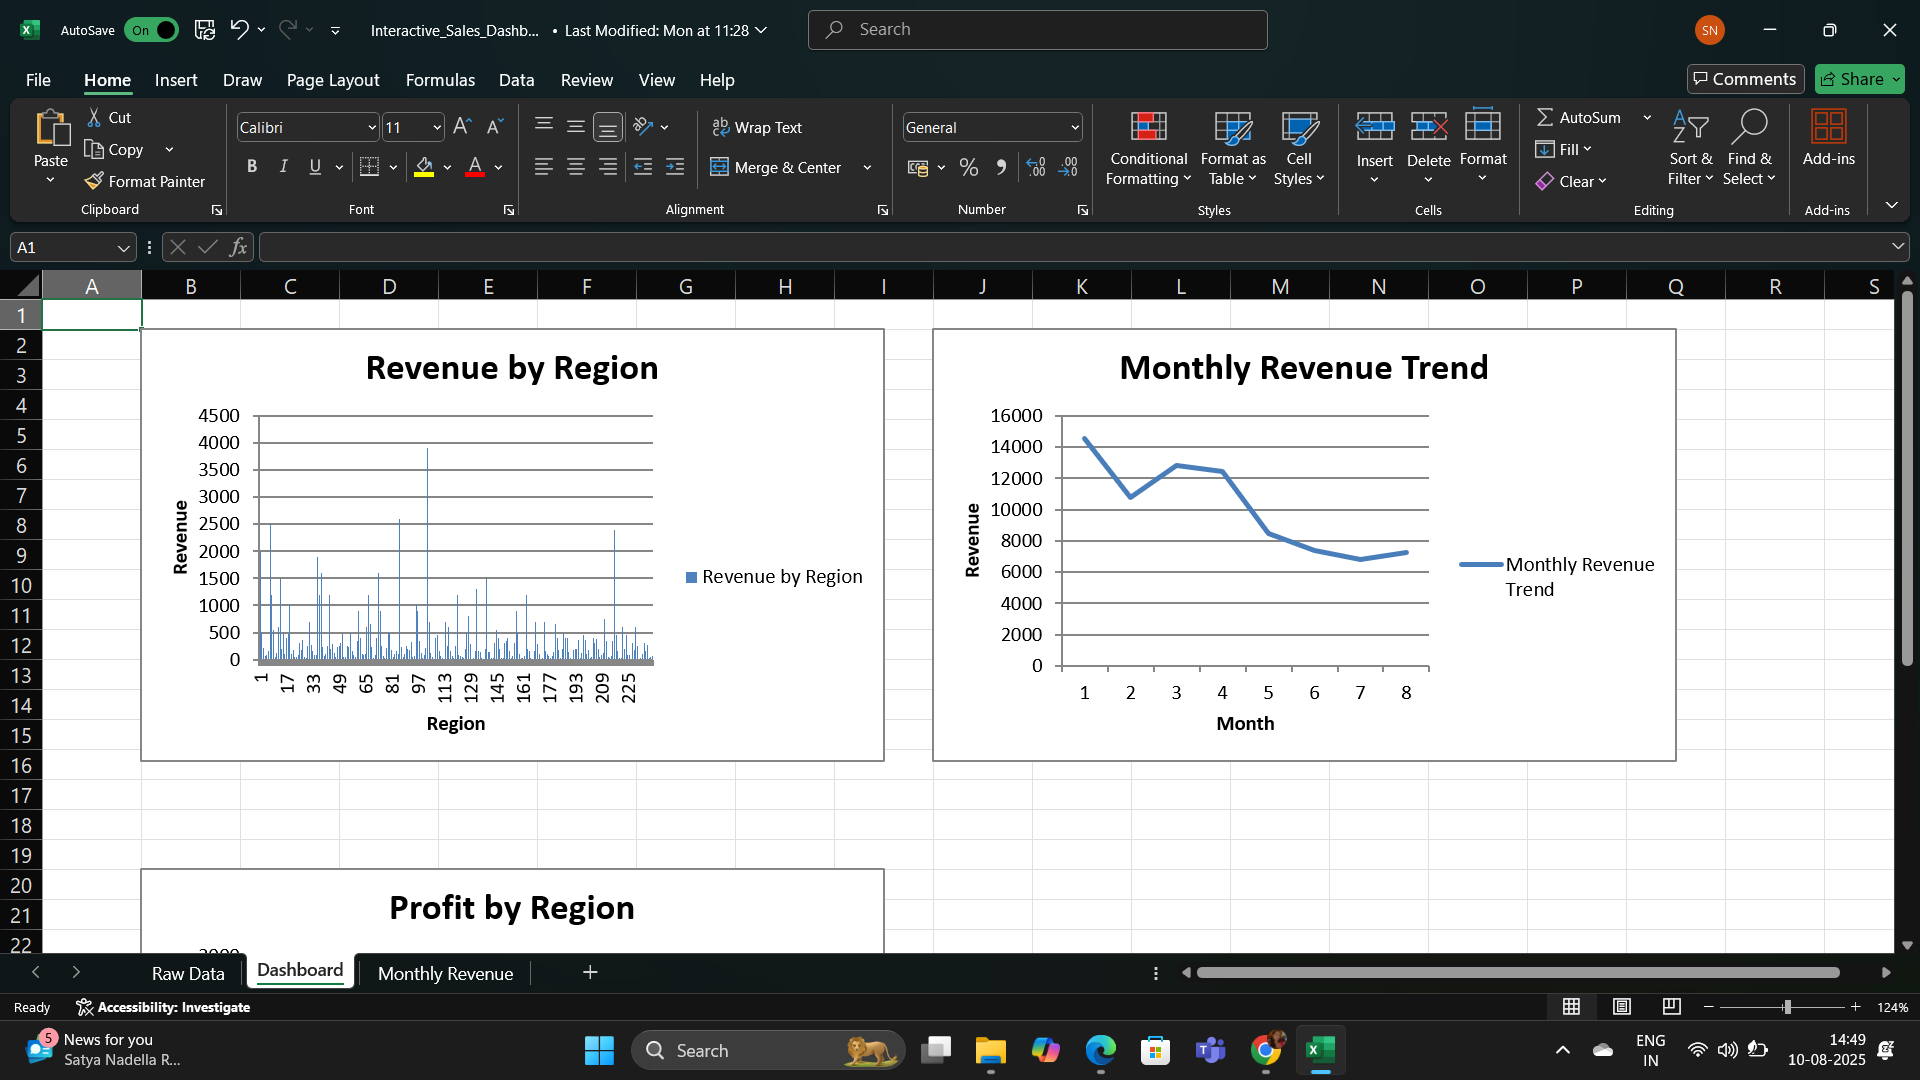 AutoSave On Interactive_Sales_Dashb... • Last Modified: Mon at 11:28 Search SN
File Home Insert Draw Page Layout Formulas Data Review View Help Comments Share
Paste Cut Copy Format Painter Clipboard
Calibri 11 B I U A Font
Wrap Text Merge & Center Alignment
General % Number
Conditional Formatting Format as Table Cell Styles Styles
Insert Delete Format Cells
AutoSum Fill Clear Sort & Filter Find & Select Editing
Add-ins Add-ins
A1 fx
A B C D E F G H I J K L M N O P Q R S
1
2
3
4
5
6
7
8
9
10
11
12
13
14
15
16
17
18
19
20
21
22
Revenue by Region
4500
4000
3500
3000
2500
2000
1500
1000
500
0
Revenue
1 17 33 49 65 81 97 113 129 145 161 177 193 209 225
Region
Revenue by Region
Monthly Revenue Trend
16000
14000
12000
10000
8000
6000
4000
2000
0
Revenue
1 2 3 4 5 6 7 8
Month
Monthly Revenue
Trend
Profit by Region
Raw Data Dashboard Monthly Revenue
Ready Accessibility: Investigate 124%
5 News for you
Satya Nadella R...
Search
ENG
IN
14:49
10-08-2025